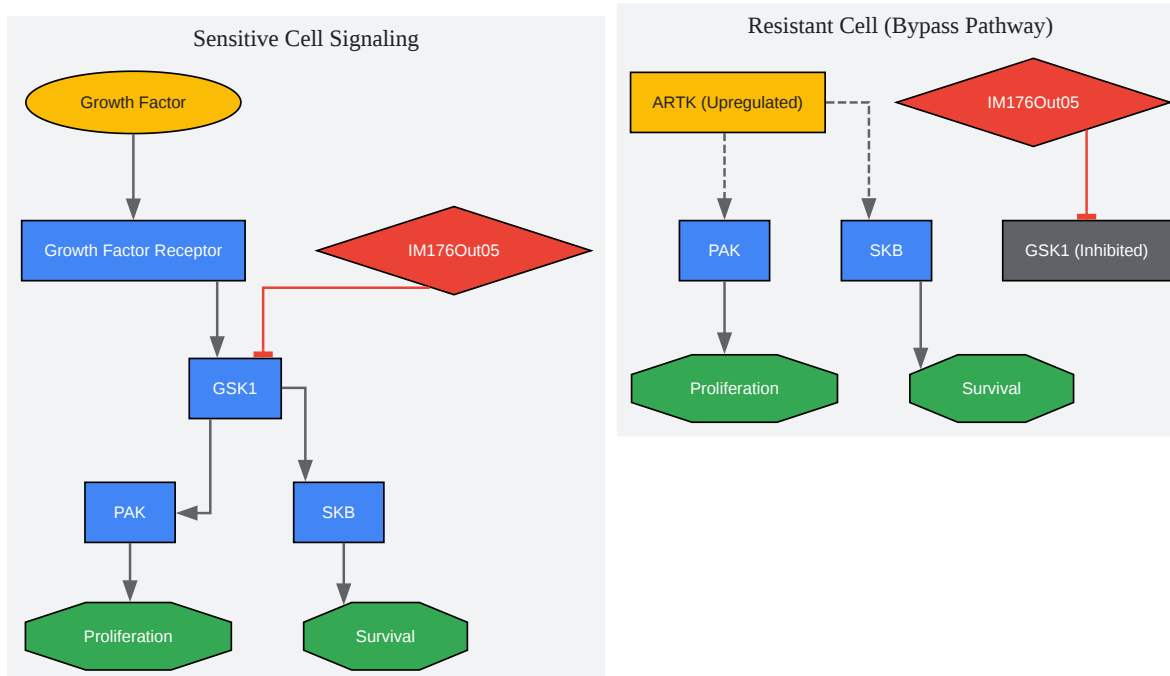 Sensitive Cell Signaling
Growth Factor
Growth Factor Receptor
IM176Out05
GSK1
PAK
SKB
Proliferation
Survival
Resistant Cell (Bypass Pathway)
ARTK (Upregulated)
IM176Out05
PAK
SKB
GSK1 (Inhibited)
Proliferation
Survival